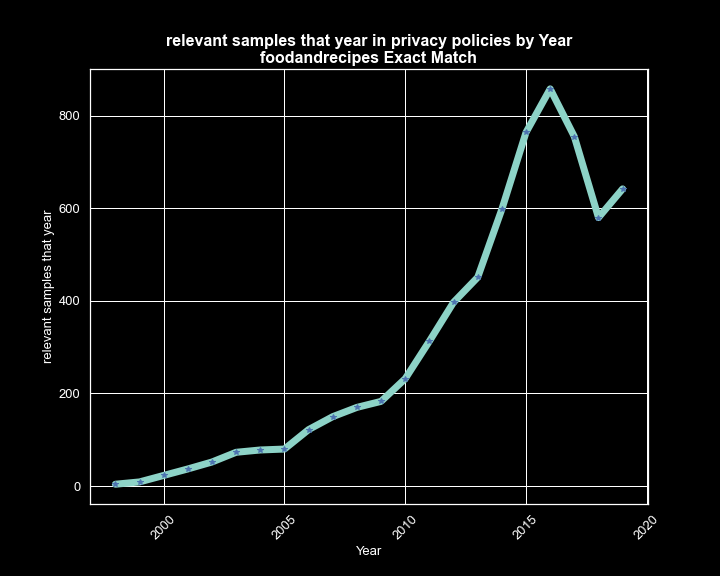 relevant samples that year in privacy policies by Year
foodandrecipes Exact Match
relevant samples that year
800
600
400
200
0
2000
2005
2010
2015
2020
Year